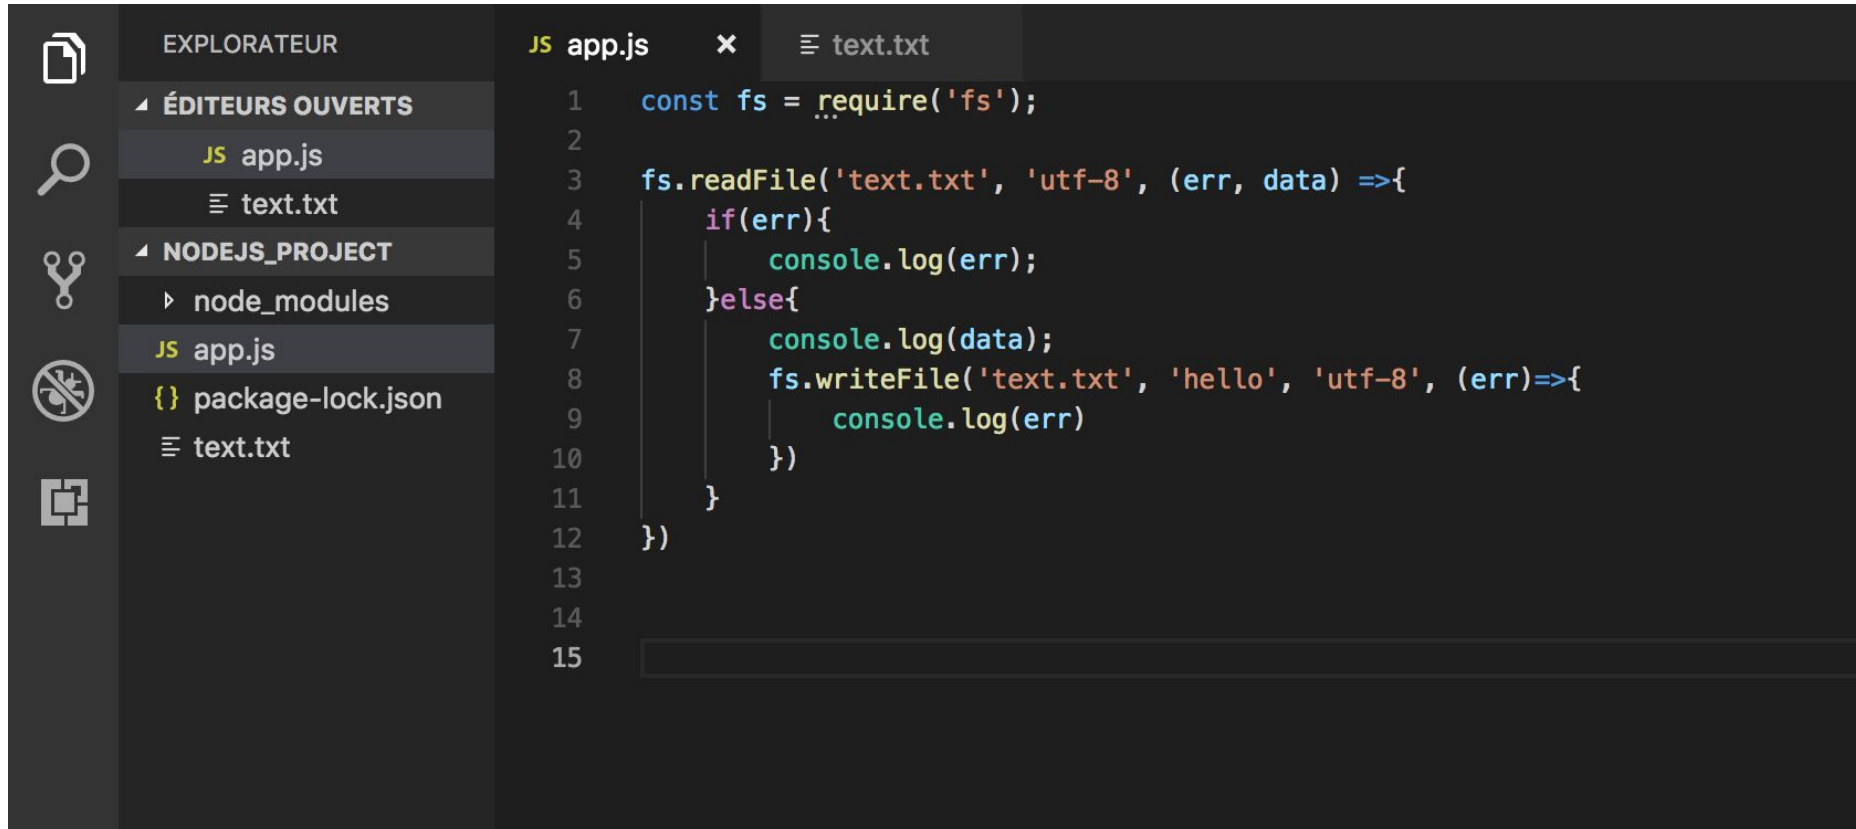 EXPLORATEUR
ÉDITEURS OUVERTS
JS app.js
text.txt
NODEJS_PROJECT
node_modules
JS app.js
{} package-lock.json
text.txt
JS app.js × text.txt
1 const fs = require('fs');
2
3 fs.readFile('text.txt', 'utf-8', (err, data) =>{
4 if(err){
5 console.log(err);
6 }else{
7 console.log(data);
8 fs.writeFile('text.txt', 'hello', 'utf-8', (err)=>{
9 console.log(err)
10 })
11 }
12 })
13
14
15